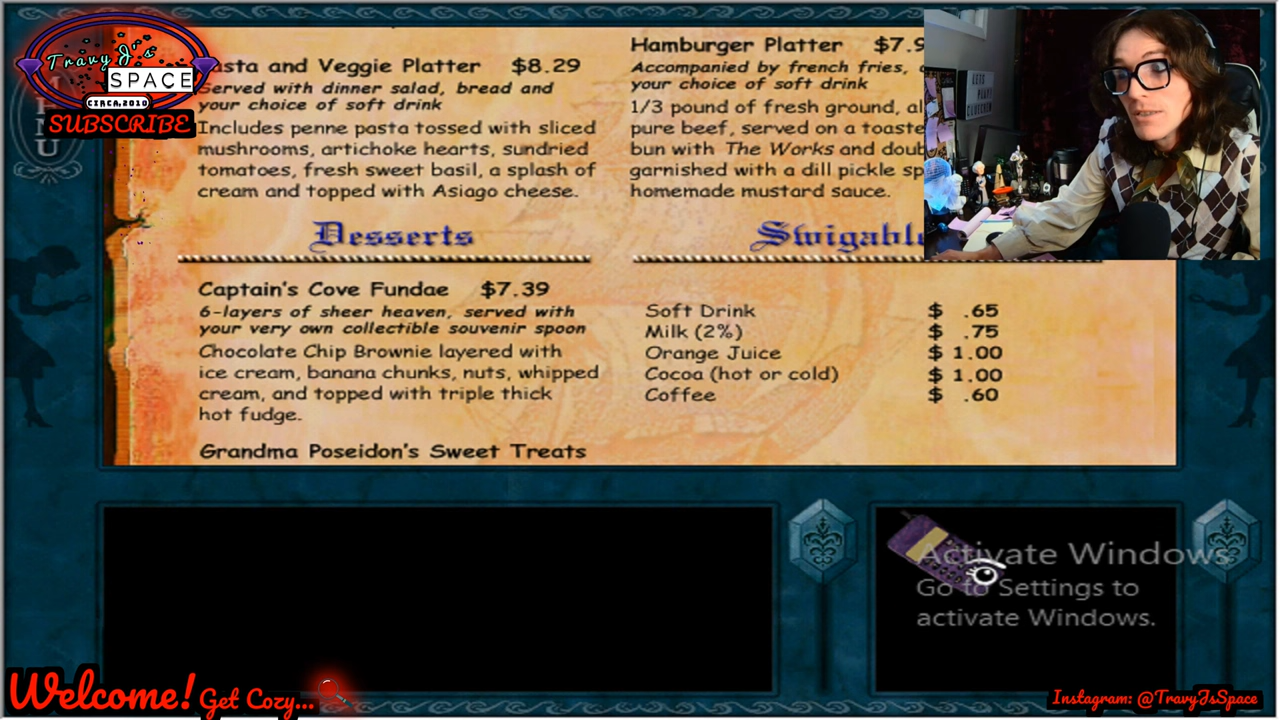 Travy J's
SPACE
CIRCA.2010
SUBSCRIBE
MENU
asta and Veggie Platter $8.29
Served with dinner salad, bread and
your choice of soft drink
Includes penne pasta tossed with sliced
mushrooms, artichoke hearts, sundried
tomatoes, fresh sweet basil, a splash of
cream and topped with Asiago cheese.
Hamburger Platter $7.9
Accompanied by french fries,
your choice of soft drink
1/3 pound of fresh ground, al
pure beef, served on a toaste
bun with The Works and doub
garnished with a dill pickle sp
homemade mustard sauce.
Desserts
Captain's Cove Fundae $7.39
6-layers of sheer heaven, served with
your very own collectible souvenir spoon
Chocolate Chip Brownie layered with
ice cream, banana chunks, nuts, whipped
cream, and topped with triple thick
hot fudge.
Grandma Poseidon's Sweet Treats
Swigable
Soft Drink $ .65
Milk (2%) $ .75
Orange Juice $ 1.00
Cocoa (hot or cold) $ 1.00
Coffee $ .60
Activate Windows
Go to Settings to
activate Windows.
Welcome! Get Cozy...
Instagram: @TravyJsSpace